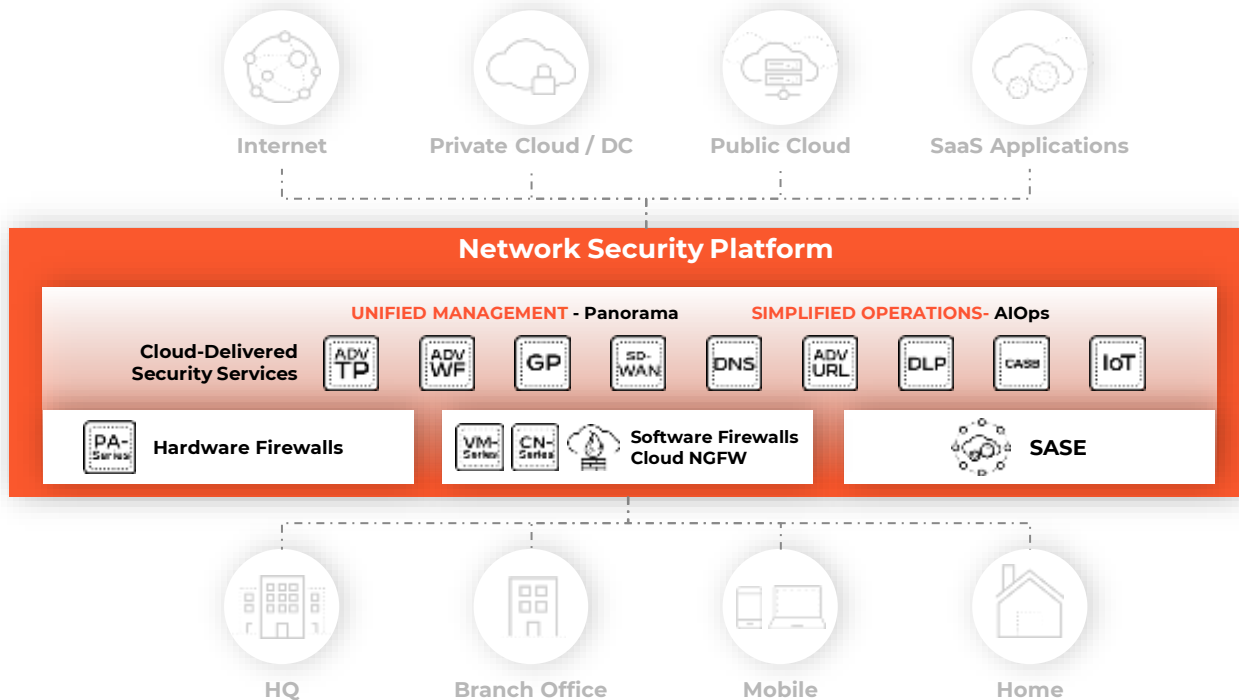 Internet
Private Cloud / DC
Public Cloud
SaaS Applications
Network Security Platform
UNIFIED MANAGEMENT - Panorama
SIMPLIFIED OPERATIONS- AIOps
Cloud-Delivered
Security Services
ADV
TP
ADV
WF
GP
SD-
WAN
DNS
ADV
URL
DLP
CASB
IoT
PA-
Series
Hardware Firewalls
VM-
Series
CN-
Series
Software Firewalls
Cloud NGFW
SASE
HQ
Branch Office
Mobile
Home